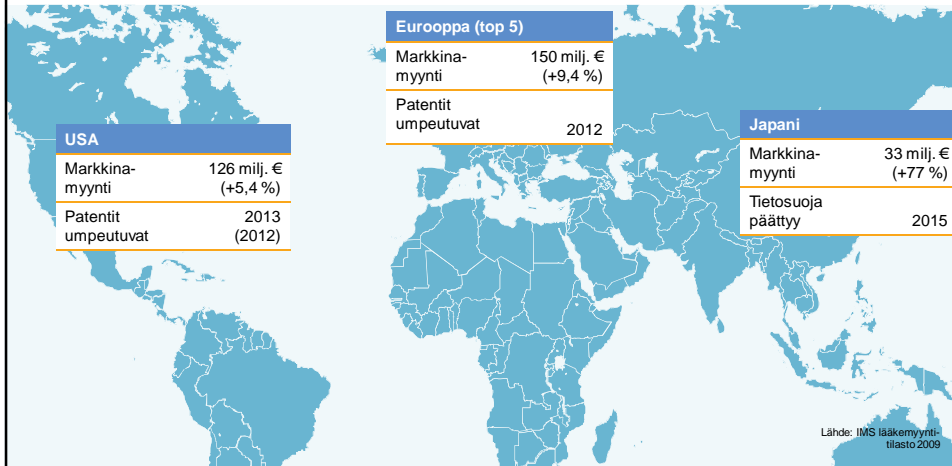 Eurooppa (top 5)
Markkina- 150 milj. €
myynti (+9,4 %)
Patentit
umpeutuvat 2012
USA
Markkina- 126 milj. €
myynti (+5,4 %)
Patentit 2013
umpeutuvat (2012)
Japani
Markkina- 33 milj. €
myynti (+77 %)
Tietosuoja
päättyy 2015
Lähde: IMS lääkemyynti-
tilasto 2009